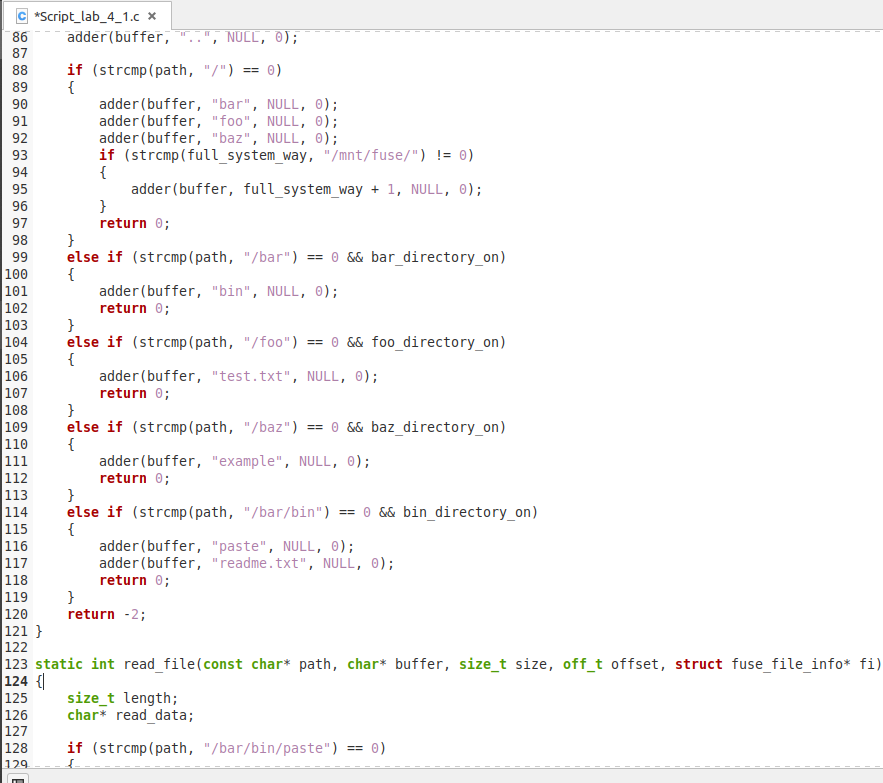 *Script_lab_4_1.c ×
86 adder(buffer, "..", NULL, 0);
87
88 if (strcmp(path, "/") == 0)
89 {
90 adder(buffer, "bar", NULL, 0);
91 adder(buffer, "foo", NULL, 0);
92 adder(buffer, "baz", NULL, 0);
93 if (strcmp(full_system_way, "/mnt/fuse/") != 0)
94 {
95 adder(buffer, full_system_way + 1, NULL, 0);
96 }
97 return 0;
98 }
99 else if (strcmp(path, "/bar") == 0 && bar_directory_on)
100 {
101 adder(buffer, "bin", NULL, 0);
102 return 0;
103 }
104 else if (strcmp(path, "/foo") == 0 && foo_directory_on)
105 {
106 adder(buffer, "test.txt", NULL, 0);
107 return 0;
108 }
109 else if (strcmp(path, "/baz") == 0 && baz_directory_on)
110 {
111 adder(buffer, "example", NULL, 0);
112 return 0;
113 }
114 else if (strcmp(path, "/bar/bin") == 0 && bin_directory_on)
115 {
116 adder(buffer, "paste", NULL, 0);
117 adder(buffer, "readme.txt", NULL, 0);
118 return 0;
119 }
120 return -2;
121 }
122
123 static int read_file(const char* path, char* buffer, size_t size, off_t offset, struct fuse_file_info* fi)
124 {
125 size_t length;
126 char* read_data;
127
128 if (strcmp(path, "/bar/bin/paste") == 0)
129 {